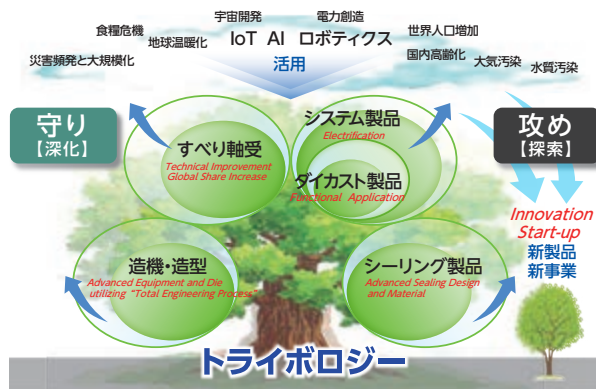 宇宙開発
電力創造
食糧危機
世界人口増加
地球温暖化
IoT AI ロボティクス
災害頻発と大規模化
活用
国内高齢化
大気汚染
水質汚染
守り
【深化】
攻め
【探索】
すべり軸受
Technical Improvement
Global Share Increase
システム製品
Electrification
ダイカスト製品
Functional Application
Innovation
Start-up
新製品
新事業
造機・造型
Advanced Equipment and Die
utilizing “Total Engineering Process”
シーリング製品
Advanced Sealing Design
and Material
トライボロジー